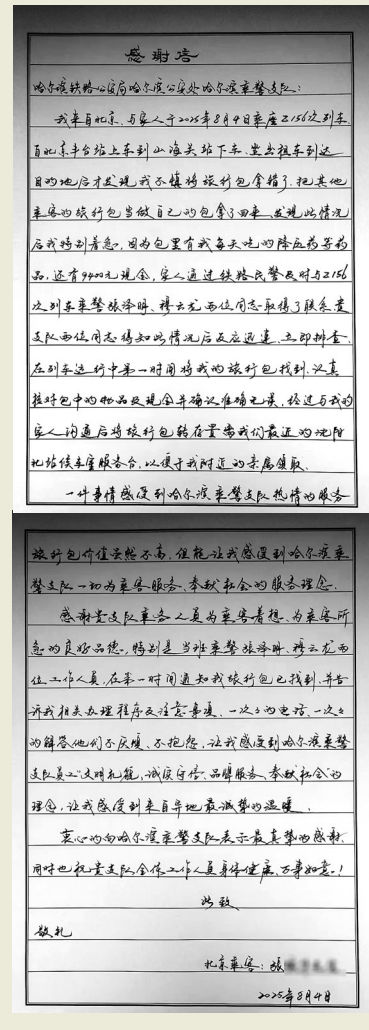 感谢信
哈尔滨铁路公安局哈尔滨公安处哈尔滨乘警支队:
我来自北京,与家人于2025年8月4日乘座Z156次列车
自北京丰台站上车到山海关站下车,坐出租车到达
目的地后才发现我不慎将旅行包拿错了,把其他
乘客的旅行包当做自己的包拿了回来,发现此情况
后我特别着急。因为包里有我每天吃的降压药等药
品,还有9400元现金,家人通过铁路民警及时与Z156
次列车乘警张泽明、穆云龙两位同志取得了联系,贵
支队两位同志得知此情况后反应迅速,立即排查,
在列车运行中第一时间将我的旅行包找到,认真
核对包中的物品及现金并确认准确无误,经过与我的
家人沟通后将旅行包转存置离我们最近的沈阳
北站候车室服务台,以便于我附近的亲属领取。
一件事情感受到哈尔滨乘警支队热情的服务
旅行包价值虽然不高,但能让我感受到哈尔滨乘
警支队一切为乘客服务、奉献社会的服务理念。
感谢贵支队乘务人员为乘客着想、为乘客所
急的良好品德,特别是当班乘警张泽明、穆云龙两
位工作人员,在第一时间通知我旅行包已找到,并告
诉我相关办理程序及注意事项,一次次的电话、一次次
的解答他们不厌烦、不抱怨,让我感受到哈尔滨乘警
支队员工"文明礼貌,诚实守信、品牌服务、奉献社会"的
理念,让我感受到来自异地最诚挚的温暖。
衷心的向哈尔滨乘警支队表示最真挚的感谢,
同时也祝贵支队全体工作人员身体健康、万事如意!
此致
敬礼
北京乘客:张
2025年8月4日